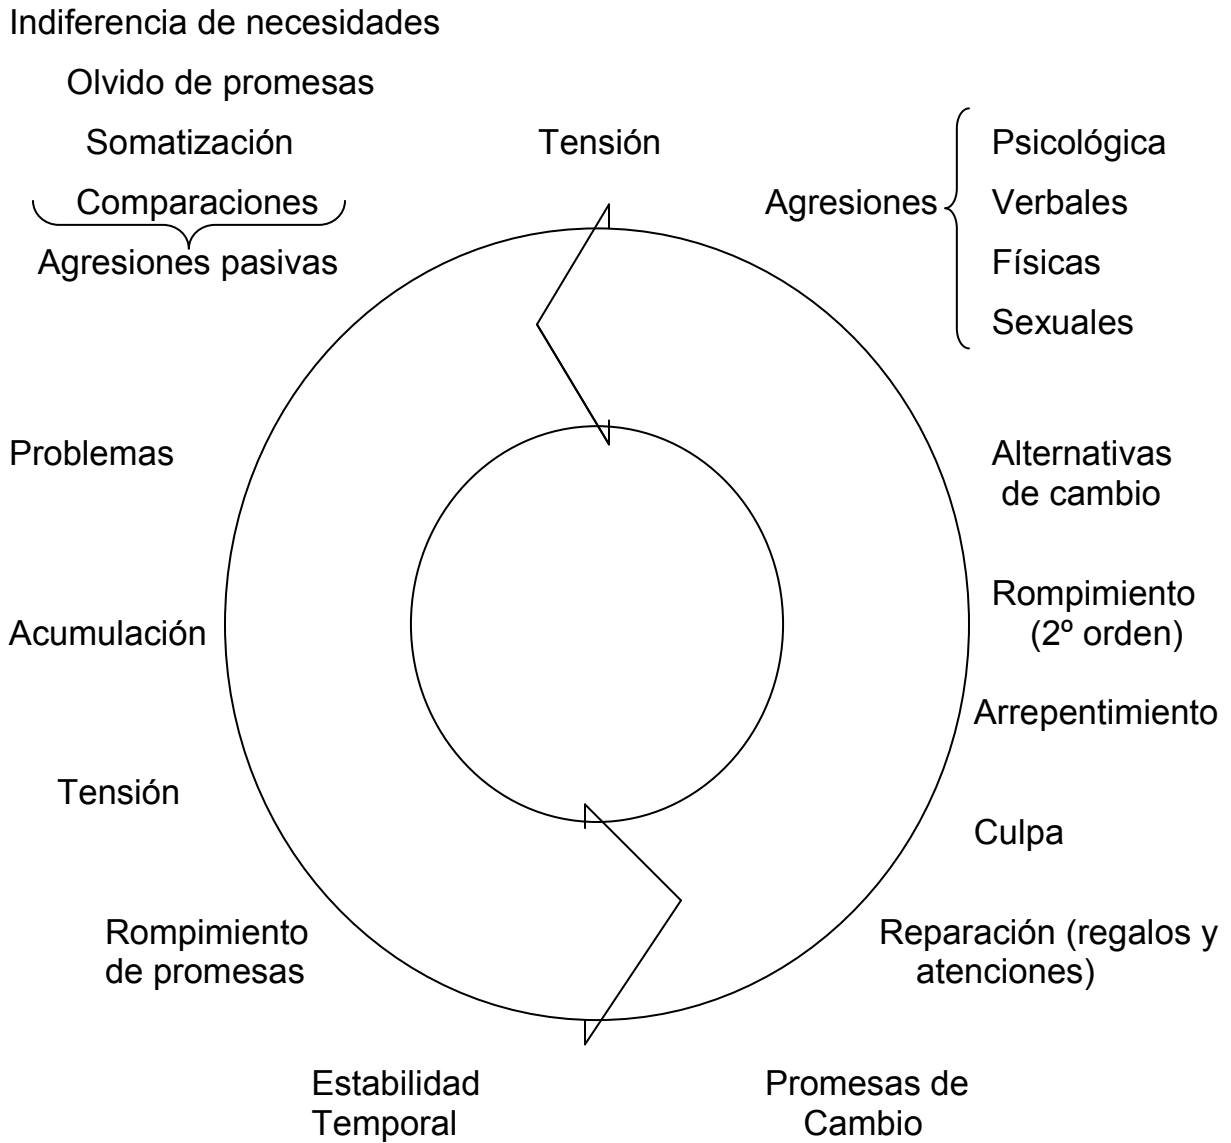 Indiferencia de necesidades
Olvido de promesas
Somatización
Comparaciones
Agresiones pasivas
Tensión
Agresiones
Psicológica
Verbales
Físicas
Sexuales
Alternativas
de cambio
Rompimiento
(2º orden)
Arrepentimiento
Culpa
Reparación (regalos y
atenciones)
Promesas de
Cambio
Estabilidad
Temporal
Rompimiento
de promesas
Tensión
Acumulación
Problemas